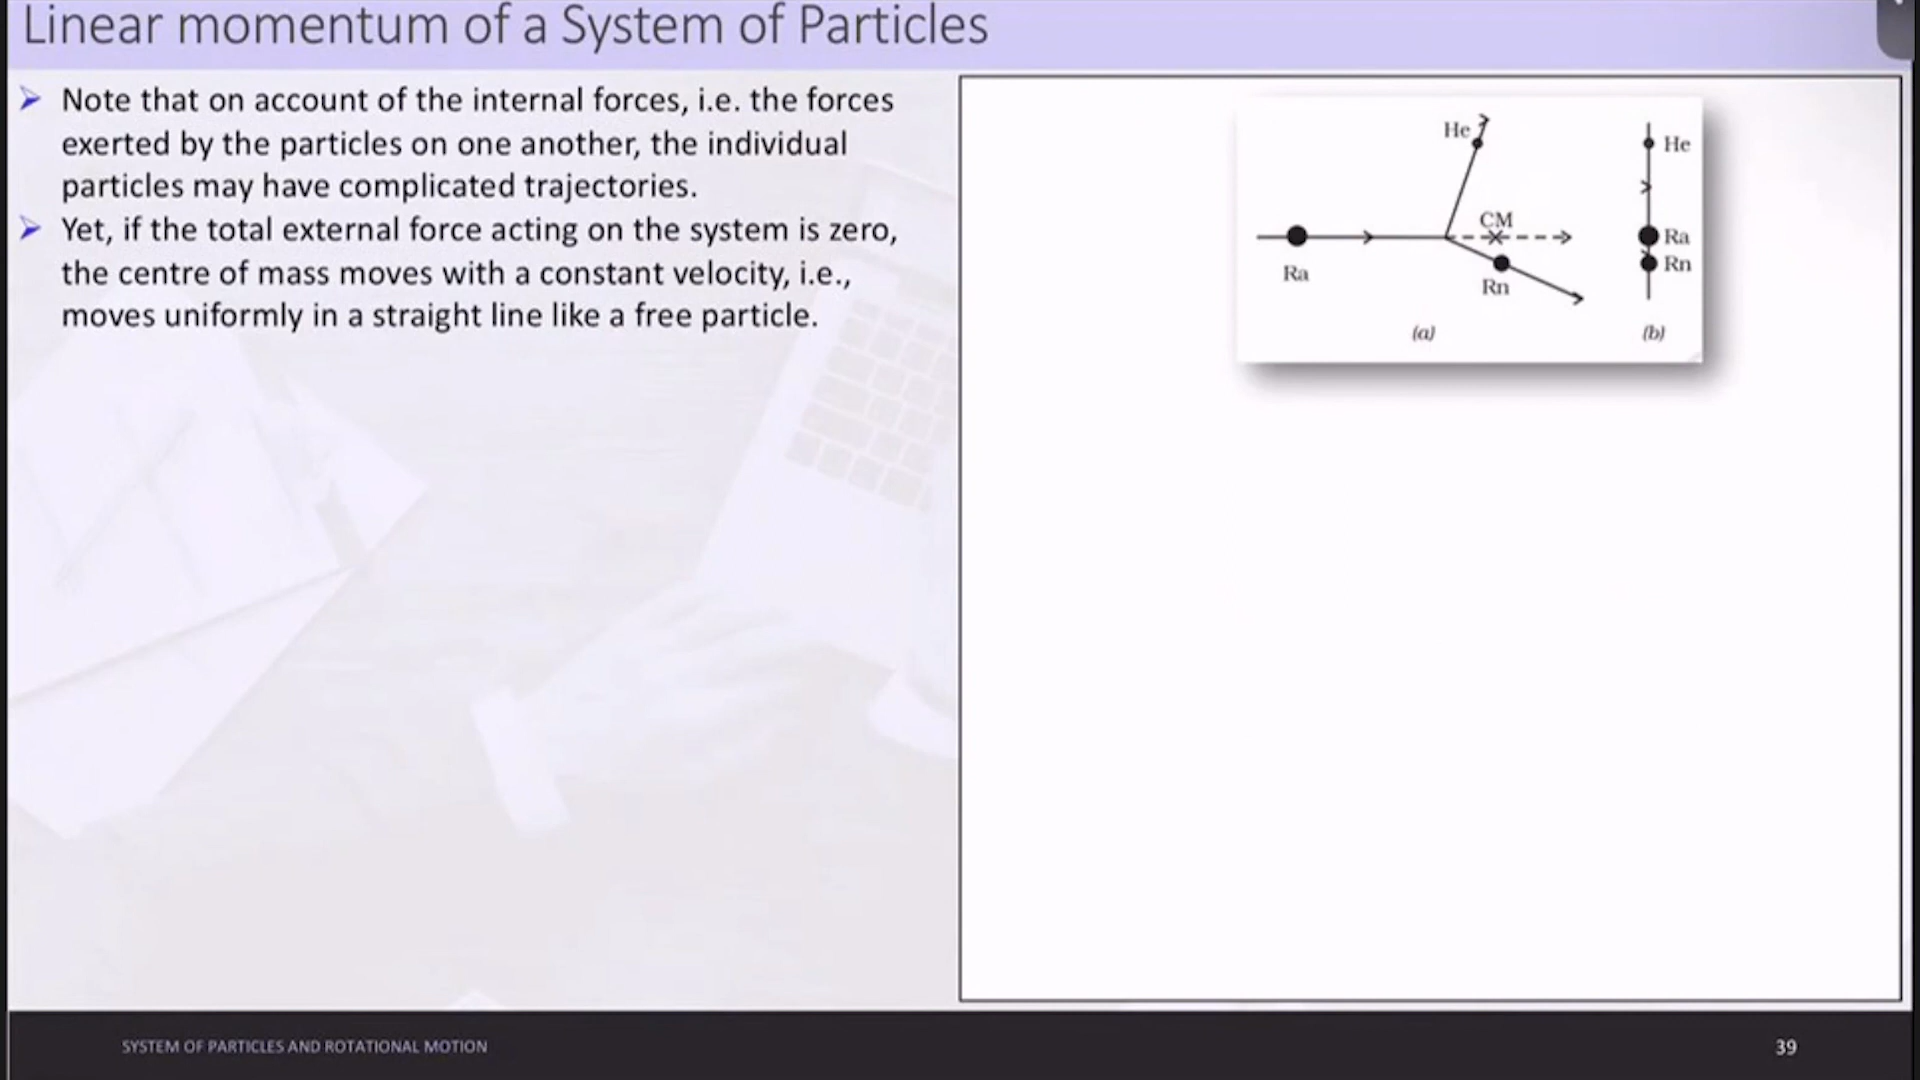 Linear momentum of a System of Particles
Note that on account of the internal forces, i.e. the forces
exerted by the particles on one another, the individual
particles may have complicated trajectories.
Yet, if the total external force acting on the system is zero,
the centre of mass moves with a constant velocity, i.e.,
moves uniformly in a straight line like a free particle.
He
CM
Ra
Rn
(a)
He
Ra
Rn
(b)
SYSTEM OF PARTICLES AND ROTATIONAL MOTION
39